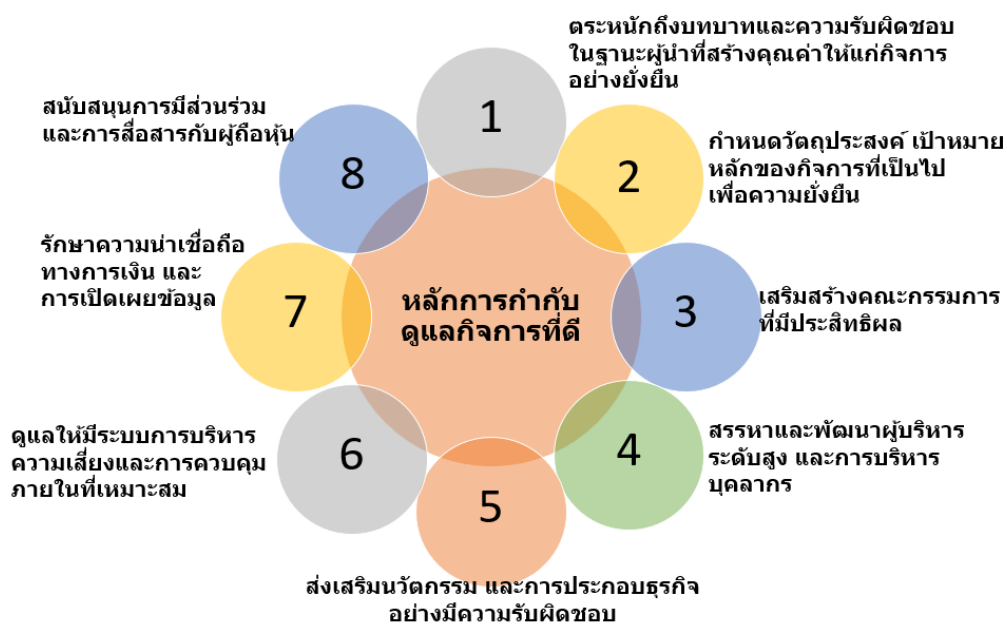 หลักการกำกับ
ดูแลกิจการที่ดี
1
ตระหนักถึงบทบาทและความรับผิดชอบ
ในฐานะผู้นำที่สร้างคุณค่าให้แก่กิจการ
อย่างยั่งยืน
2
กำหนดวัตถุประสงค์ เป้าหมาย
หลักของกิจการที่เป็นไป
เพื่อความยั่งยืน
3
เสริมสร้างคณะกรรมการ
ที่มีประสิทธิผล
4
สรรหาและพัฒนาผู้บริหาร
ระดับสูง และการบริหาร
บุคลากร
5
ส่งเสริมนวัตกรรม และการประกอบธุรกิจ
อย่างมีความรับผิดชอบ
6
ดูแลให้มีระบบการบริหาร
ความเสี่ยงและการควบคุม
ภายในที่เหมาะสม
7
รักษาความน่าเชื่อถือ
ทางการเงิน และ
การเปิดเผยข้อมูล
8
สนับสนุนการมีส่วนร่วม
และการสื่อสารกับผู้ถือหุ้น